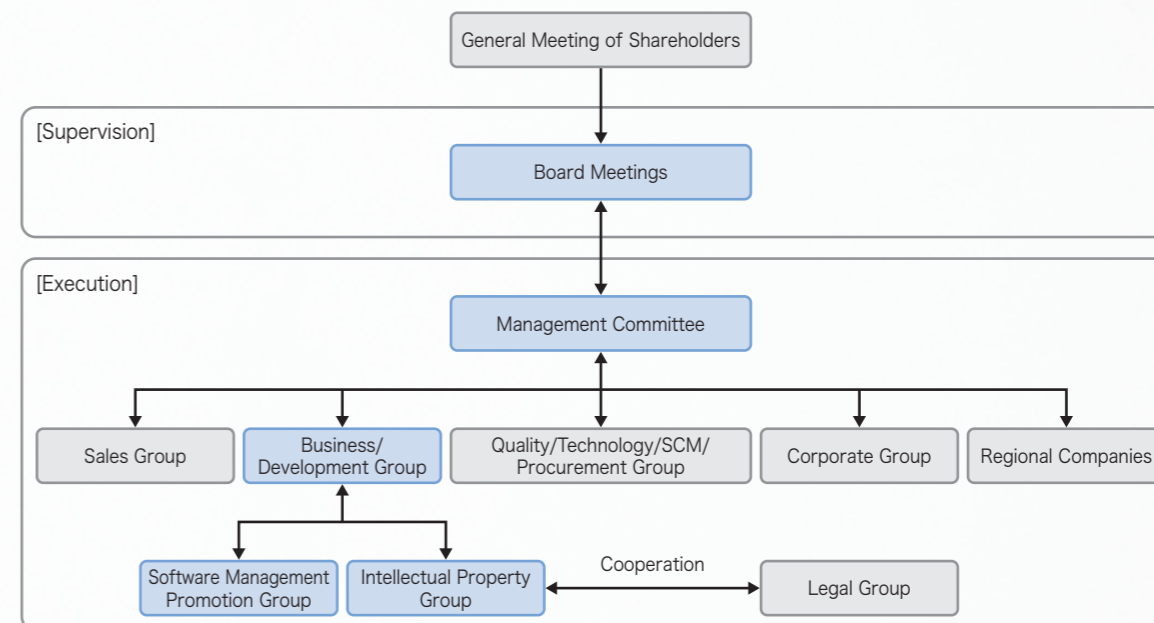 General Meeting of Shareholders
[Supervision]
Board Meetings
[Execution]
Management Committee
Sales Group
Business/
Development Group
Quality/Technology/SCM/
Procurement Group
Corporate Group
Regional Companies
Software Management
Promotion Group
Intellectual Property
Group
Cooperation
Legal Group